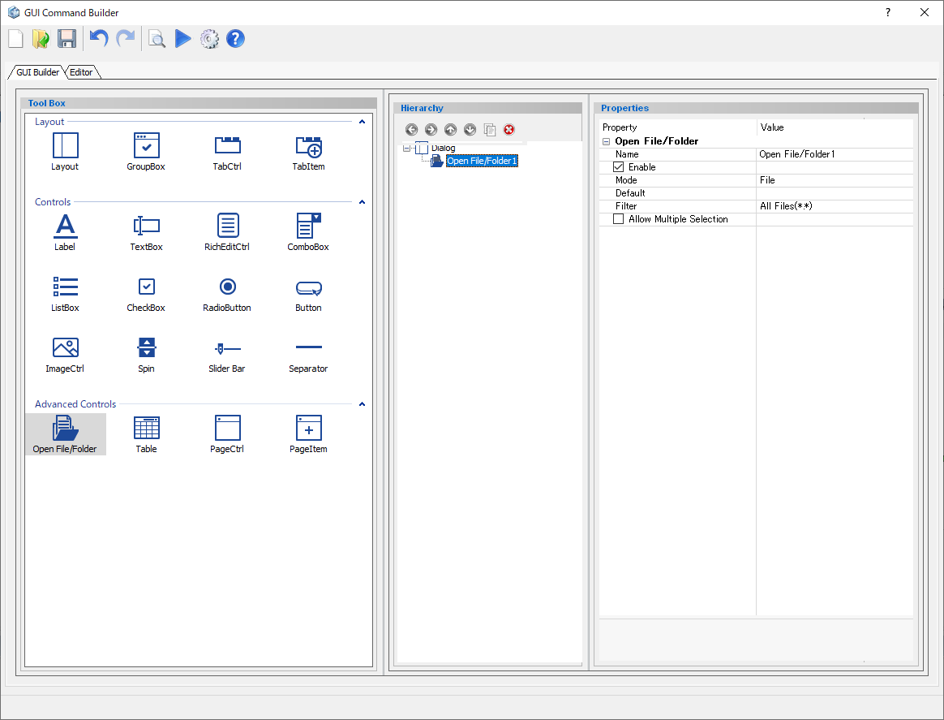 GUI Command Builder
GUI Builder Editor
Tool Box
Layout
Layout GroupBox TabCtrl TabItem
Controls
Label TextBox RichEditCtrl ComboBox
ListBox CheckBox RadioButton Button
ImageCtrl Spin Slider Bar Separator
Advanced Controls
Open File/Folder Table PageCtrl PageItem
Hierarchy
Dialog
Open File/Folder1
Properties
Property Value
Open File/Folder
Name Open File/Folder1
Enable
Mode File
Default
Filter All Files(*.*)
Allow Multiple Selection